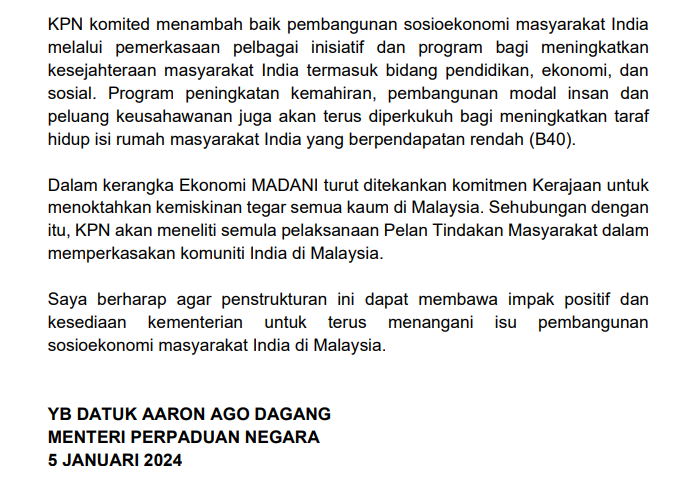 KPN komited menambah baik pembangunan sosioekonomi masyarakat India
melalui pemerkasaan pelbagai inisiatif dan program bagi meningkatkan
kesejahteraan masyarakat India termasuk bidang pendidikan, ekonomi, dan
sosial. Program peningkatan kemahiran, pembangunan modal insan dan
peluang keusahawanan juga akan terus diperkukuh bagi meningkatkan taraf
hidup isi rumah masyarakat India yang berpendapatan rendah (B40).
Dalam kerangka Ekonomi MADANI turut ditekankan komitmen Kerajaan untuk
menoktahkan kemiskinan tegar semua kaum di Malaysia. Sehubungan dengan
itu, KPN akan meneliti semula pelaksanaan Pelan Tindakan Masyarakat dalam
memperkasakan komuniti India di Malaysia.
Saya berharap agar penstrukturan ini dapat membawa impak positif dan
kesediaan kementerian untuk terus menangani isu pembangunan
sosioekonomi masyarakat India di Malaysia.
YB DATUK AARON AGO DAGANG
MENTERI PERPADUAN NEGARA
5 JANUARI 2024